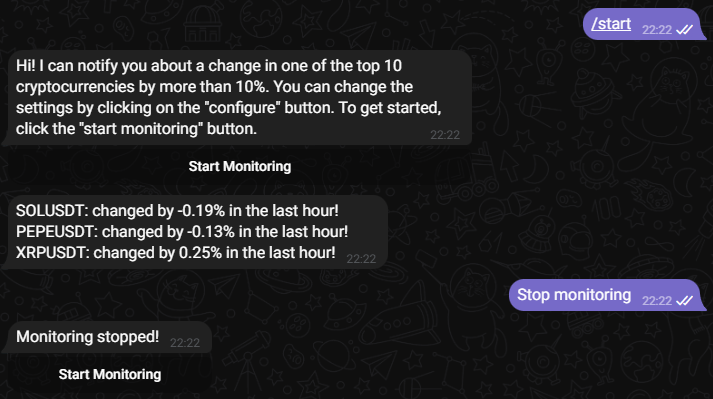 /start 22:22
Hi! I can notify you about a change in one of the top 10
cryptocurrencies by more than 10%. You can change the
settings by clicking on the "configure" button. To get started,
click the "start monitoring" button. 22:22
Start Monitoring
SOLUSDT: changed by -0.19% in the last hour!
PEPEUSDT: changed by -0.13% in the last hour!
XRPUSDT: changed by 0.25% in the last hour! 22:22
Stop monitoring 22:22
Monitoring stopped! 22:22
Start Monitoring